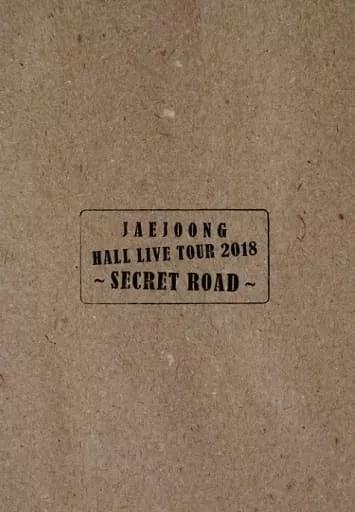 JAEJOONG
HALL LIVE TOUR 2018
~ SECRET ROAD ~